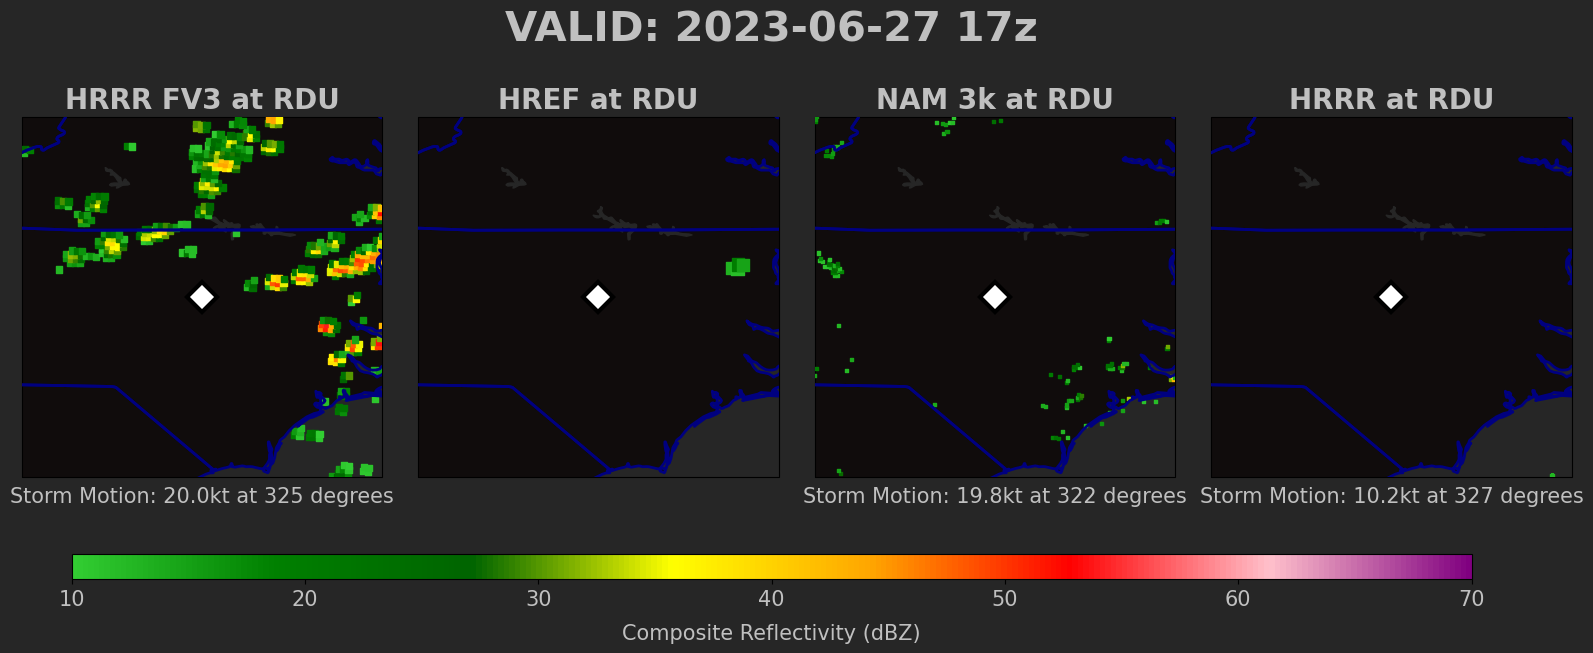 VALID: 2023-06-27 17z
HRRR FV3 at RDU
HREF at RDU
NAM 3k at RDU
HRRR at RDU
Storm Motion: 20.0kt at 325 degrees
Storm Motion: 19.8kt at 322 degrees
Storm Motion: 10.2kt at 327 degrees
10 20 30 40 50 60 70
Composite Reflectivity (dBZ)